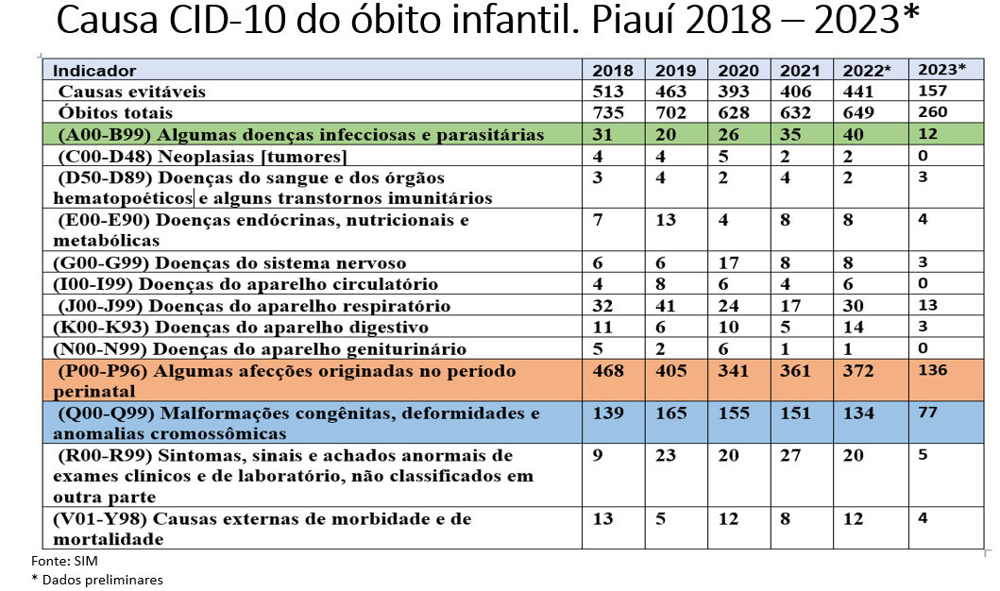 Causa CID-10 do óbito infantil. Piauí 2018 – 2023*
Indicador 2018 2019 2020 2021 2022* 2023*
Causas evitáveis 513 463 393 406 441 157
Óbitos totais 735 702 628 632 649 260
(A00-B99) Algumas doenças infecciosas e parasitárias 31 20 26 35 40 12
(C00-D48) Neoplasias [tumores] 4 4 5 2 2 0
(D50-D89) Doenças do sangue e dos órgãos 3 4 2 4 2 3
hematopoéticos e alguns transtornos imunitários
(E00-E90) Doenças endócrinas, nutricionais e 7 13 4 8 8 4
metabólicas
(G00-G99) Doenças do sistema nervoso 6 6 17 8 8 3
(I00-I99) Doenças do aparelho circulatório 4 8 6 4 6 0
(J00-J99) Doenças do aparelho respiratório 32 41 24 17 30 13
(K00-K93) Doenças do aparelho digestivo 11 6 10 5 14 3
(N00-N99) Doenças do aparelho geniturinário 5 2 6 1 1 0
(P00-P96) Algumas afecções originadas no período 468 405 341 361 372 136
perinatal
(Q00-Q99) Malformações congênitas, deformidades e 139 165 155 151 134 77
anomalias cromossômicas
(R00-R99) Sintomas, sinais e achados anormais de 9 23 20 27 20 5
exames clínicos e de laboratório, não classificados em
outra parte
(V01-Y98) Causas externas de morbidade e de 13 5 12 8 12 4
mortalidade
Fonte: SIM
* Dados preliminares